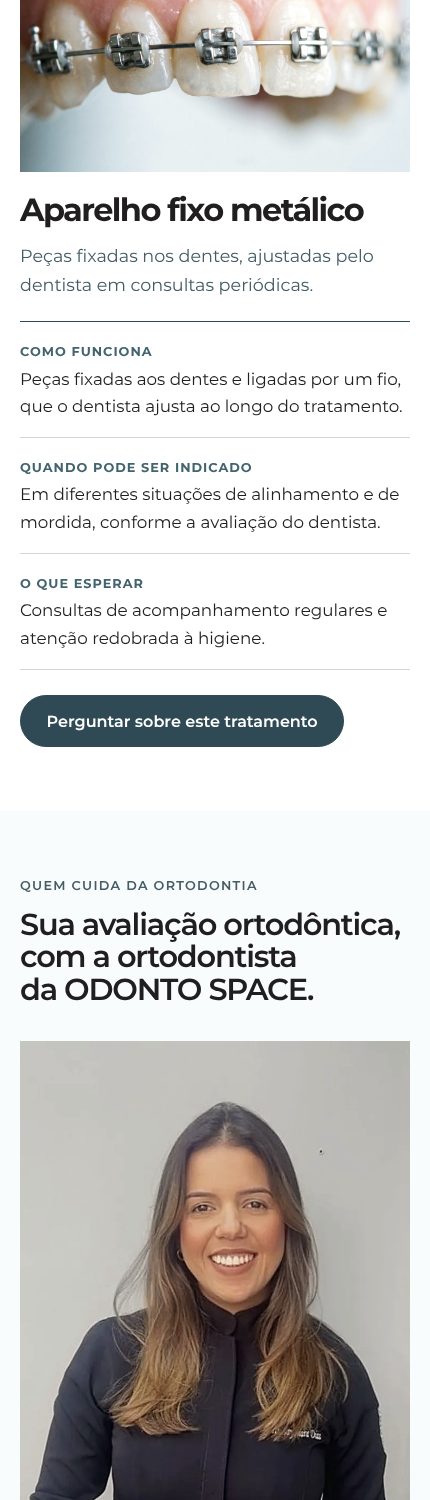 Aparelho fixo metálico
Peças fixadas nos dentes, ajustadas pelo
dentista em consultas periódicas.
COMO FUNCIONA
Peças fixadas aos dentes e ligadas por um fio,
que o dentista ajusta ao longo do tratamento.
QUANDO PODE SER INDICADO
Em diferentes situações de alinhamento e de
mordida, conforme a avaliação do dentista.
O QUE ESPERAR
Consultas de acompanhamento regulares e
atenção redobrada à higiene.
Perguntar sobre este tratamento
QUEM CUIDA DA ORTODONTIA
Sua avaliação ortodôntica,
com a ortodontista
da ODONTO SPACE.